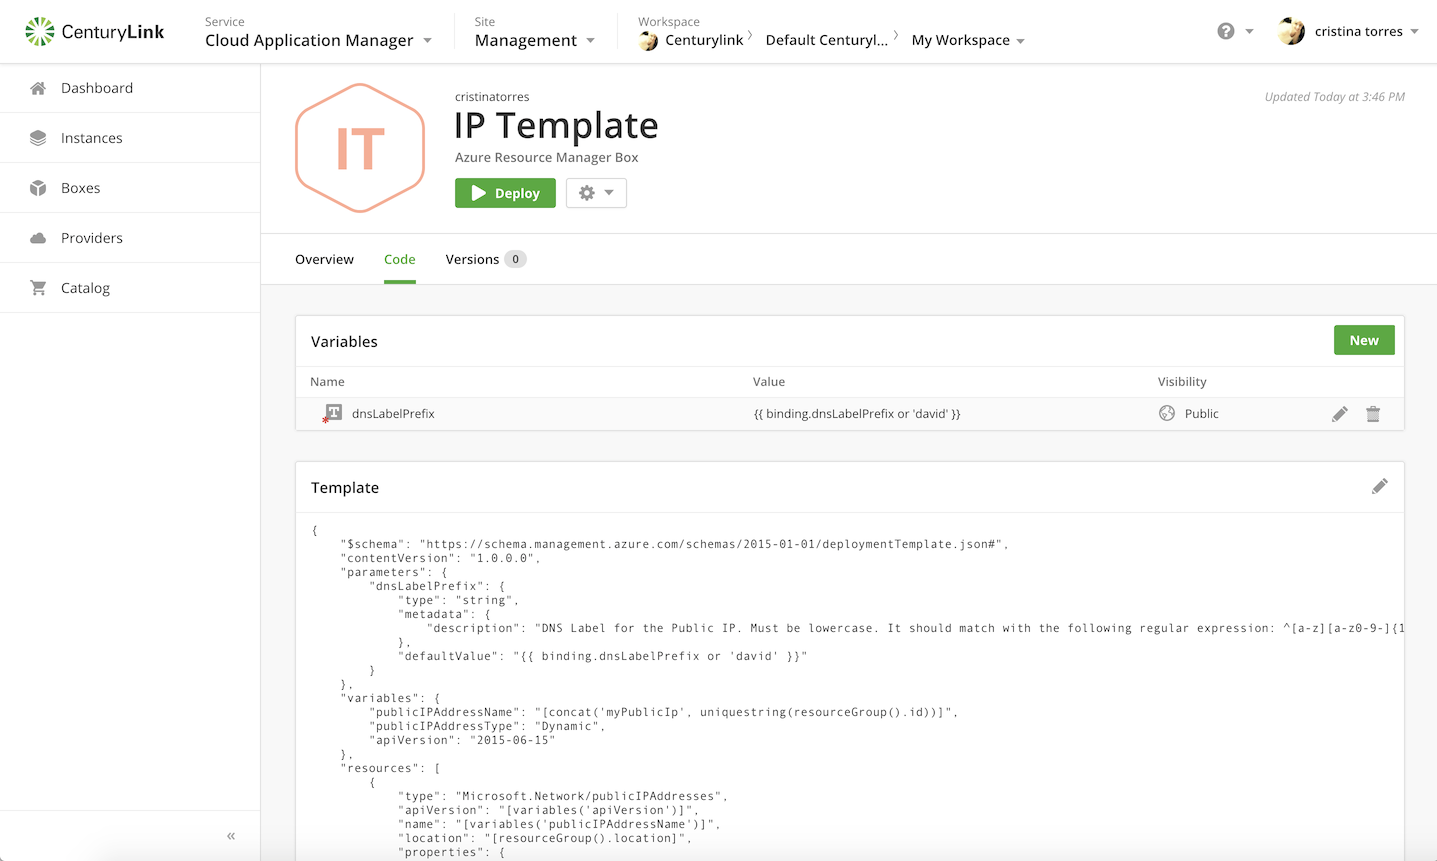 CenturyLink
Service
Cloud Application Manager
Site
Management
Workspace
Centurylink
Default Centuryl...
My Workspace
?
cristina torres
Dashboard
Instances
Boxes
Providers
Catalog
«
IT
cristinatorres
IP Template
Azure Resource Manager Box
Updated Today at 3:46 PM
Deploy
Overview
Code
Versions 0
Variables
New
Name Value Visibility
T
* dnsLabelPrefix {{ binding.dnsLabelPrefix or 'david' }} Public
Template
{
"$schema": "https://schema.management.azure.com/schemas/2015-01-01/deploymentTemplate.json#",
"contentVersion": "1.0.0.0",
"parameters": {
"dnsLabelPrefix": {
"type": "string",
"metadata": {
"description": "DNS Label for the Public IP. Must be lowercase. It should match with the following regular expression: ^[a-z][a-z0-9-]{1
},
"defaultValue": "{{ binding.dnsLabelPrefix or 'david' }}"
}
},
"variables": {
"publicIPAddressName": "[concat('myPublicIp', uniquestring(resourceGroup().id))]",
"publicIPAddressType": "Dynamic",
"apiVersion": "2015-06-15"
},
"resources": [
{
"type": "Microsoft.Network/publicIPAddresses",
"apiVersion": "[variables('apiVersion')]",
"name": "[variables('publicIPAddressName')]",
"location": "[resourceGroup().location]",
"properties": {